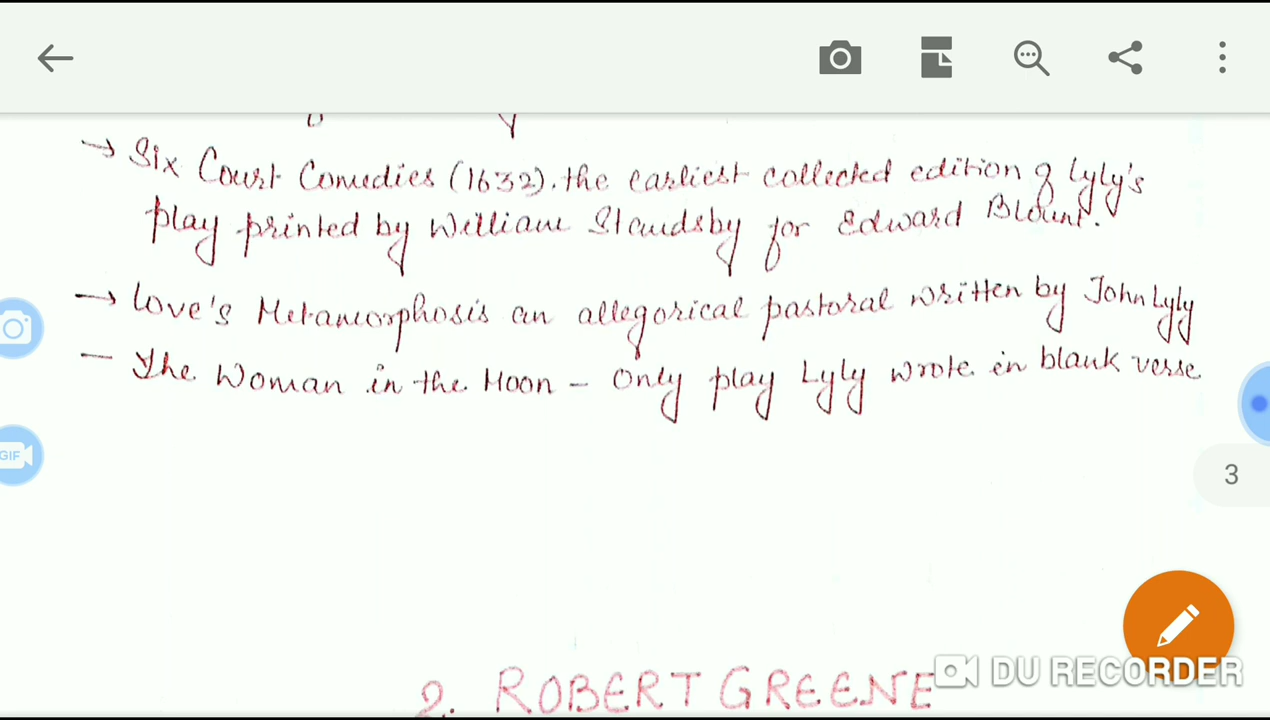 → Six Court Comedies (1632). the earliest collected edition of Lyly's
play printed by William Standsby for Edward Blount.
→ Love's Metamorphosis an allegorical pastoral written by John Lyly
— The Woman in the Moon – Only play Lyly wrote in blank verse
GIF
3
2. ROBERT GREENE
DU RECORDER